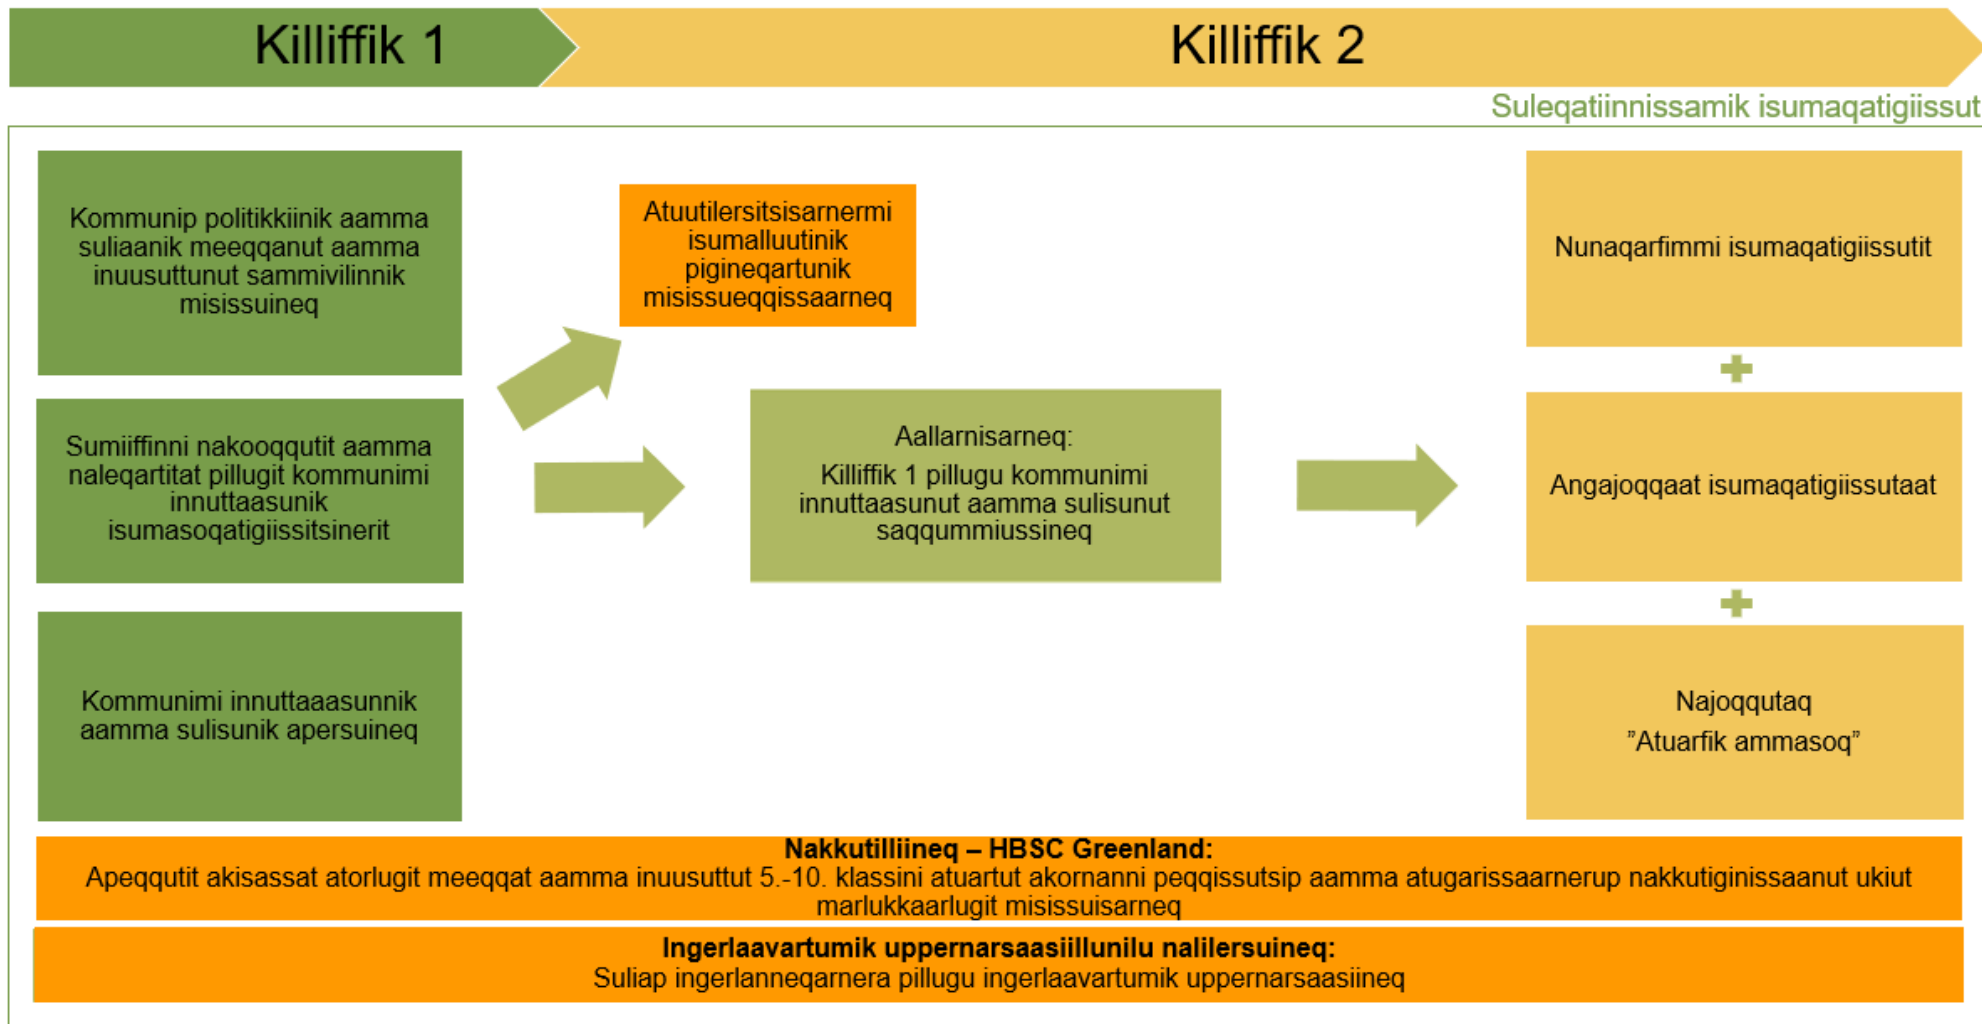 Killiffik 1
Killiffik 2
Suleqatiinnissamik isumaqatigiissut
Kommunip politikkiinik aamma
suliaanik meeqqanut aamma
inuusuttunut sammivilinnik
misissuineq
Atuutilersitsisarnermi
isumalluutinik
pigineqartunik
misissueqqissaarneq
Nunaqarfimmi isumaqatigiissutit
Sumiiffinni nakooqqutit aamma
naleqartitat pillugit kommunimi
innuttaasunik
isumasoqatigiissitsinerit
Aallarnisarneq:
Killiffik 1 pillugu kommunimi
innuttaasunut aamma sulisunut
saqqummiussineq
Angajoqqaat isumaqatigiissutaat
Kommunimi innuttaaasunnik
aamma sulisunik apersuineq
Najoqqutaq
”Atuarfik ammasoq”
Nakkutilliineq – HBSC Greenland:
Apeqqutit akisassat atorlugit meeqqat aamma inuusuttut 5.-10. klassini atuartut akornanni peqqissutsip aamma atugarissaarnerup nakkutiginissaanut ukiut
marlukkaarlugit misissuisarneq
Ingerlaavartumik uppernarsaasiillunilu nalilersuineq:
Suliap ingerlanneqarnera pillugu ingerlaavartumik uppernarsaasiineq